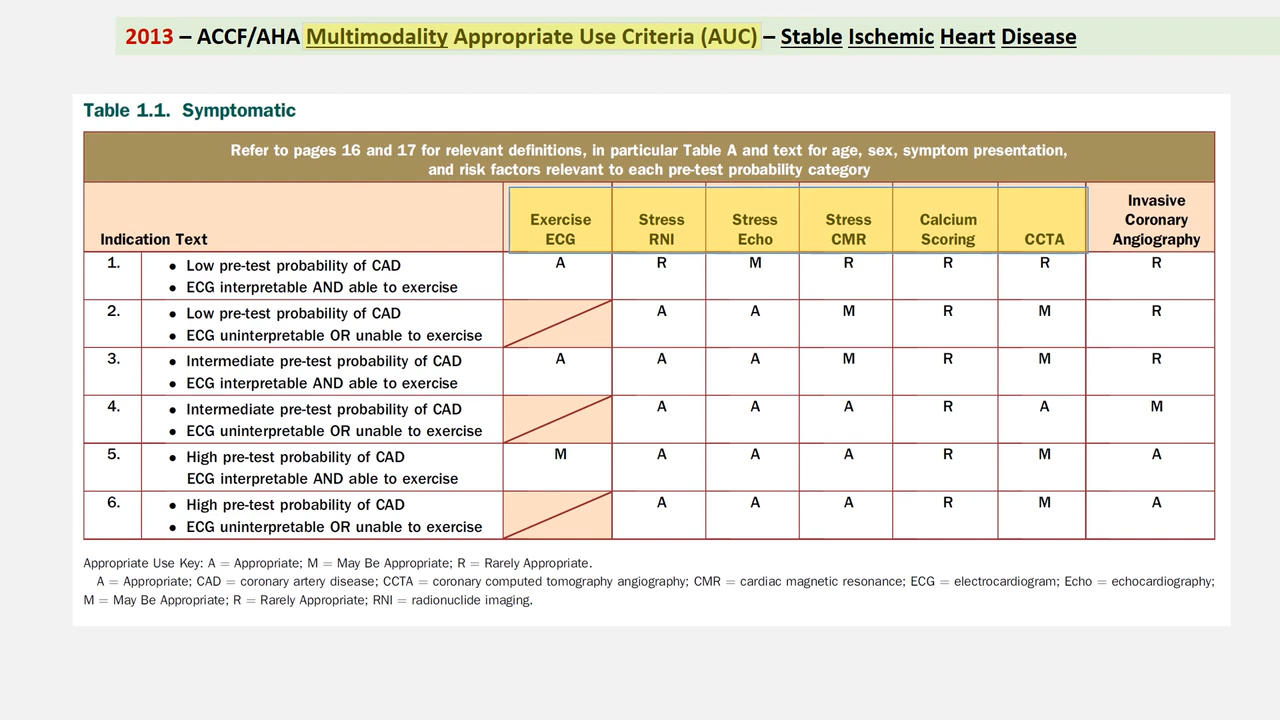 2013 – ACCF/AHA Multimodality Appropriate Use Criteria (AUC) – Stable Ischemic Heart Disease
Table 1.1. Symptomatic
Refer to pages 16 and 17 for relevant definitions, in particular Table A and text for age, sex, symptom presentation,
and risk factors relevant to each pre-test probability category
Indication Text
Exercise
ECG
Stress
RNI
Stress
Echo
Stress
CMR
Calcium
Scoring
CCTA
Invasive
Coronary
Angiography
1. • Low pre-test probability of CAD A R M R R R R
• ECG interpretable AND able to exercise
2. • Low pre-test probability of CAD A A M R M R
• ECG uninterpretable OR unable to exercise
3. • Intermediate pre-test probability of CAD A A A M R M R
• ECG interpretable AND able to exercise
4. • Intermediate pre-test probability of CAD A A A R A M
• ECG uninterpretable OR unable to exercise
5. • High pre-test probability of CAD M A A A R M A
ECG interpretable AND able to exercise
6. • High pre-test probability of CAD A A A R M A
• ECG uninterpretable OR unable to exercise
Appropriate Use Key: A = Appropriate; M = May Be Appropriate; R = Rarely Appropriate.
A = Appropriate; CAD = coronary artery disease; CCTA = coronary computed tomography angiography; CMR = cardiac magnetic resonance; ECG = electrocardiogram; Echo = echocardiography;
M = May Be Appropriate; R = Rarely Appropriate; RNI = radionuclide imaging.